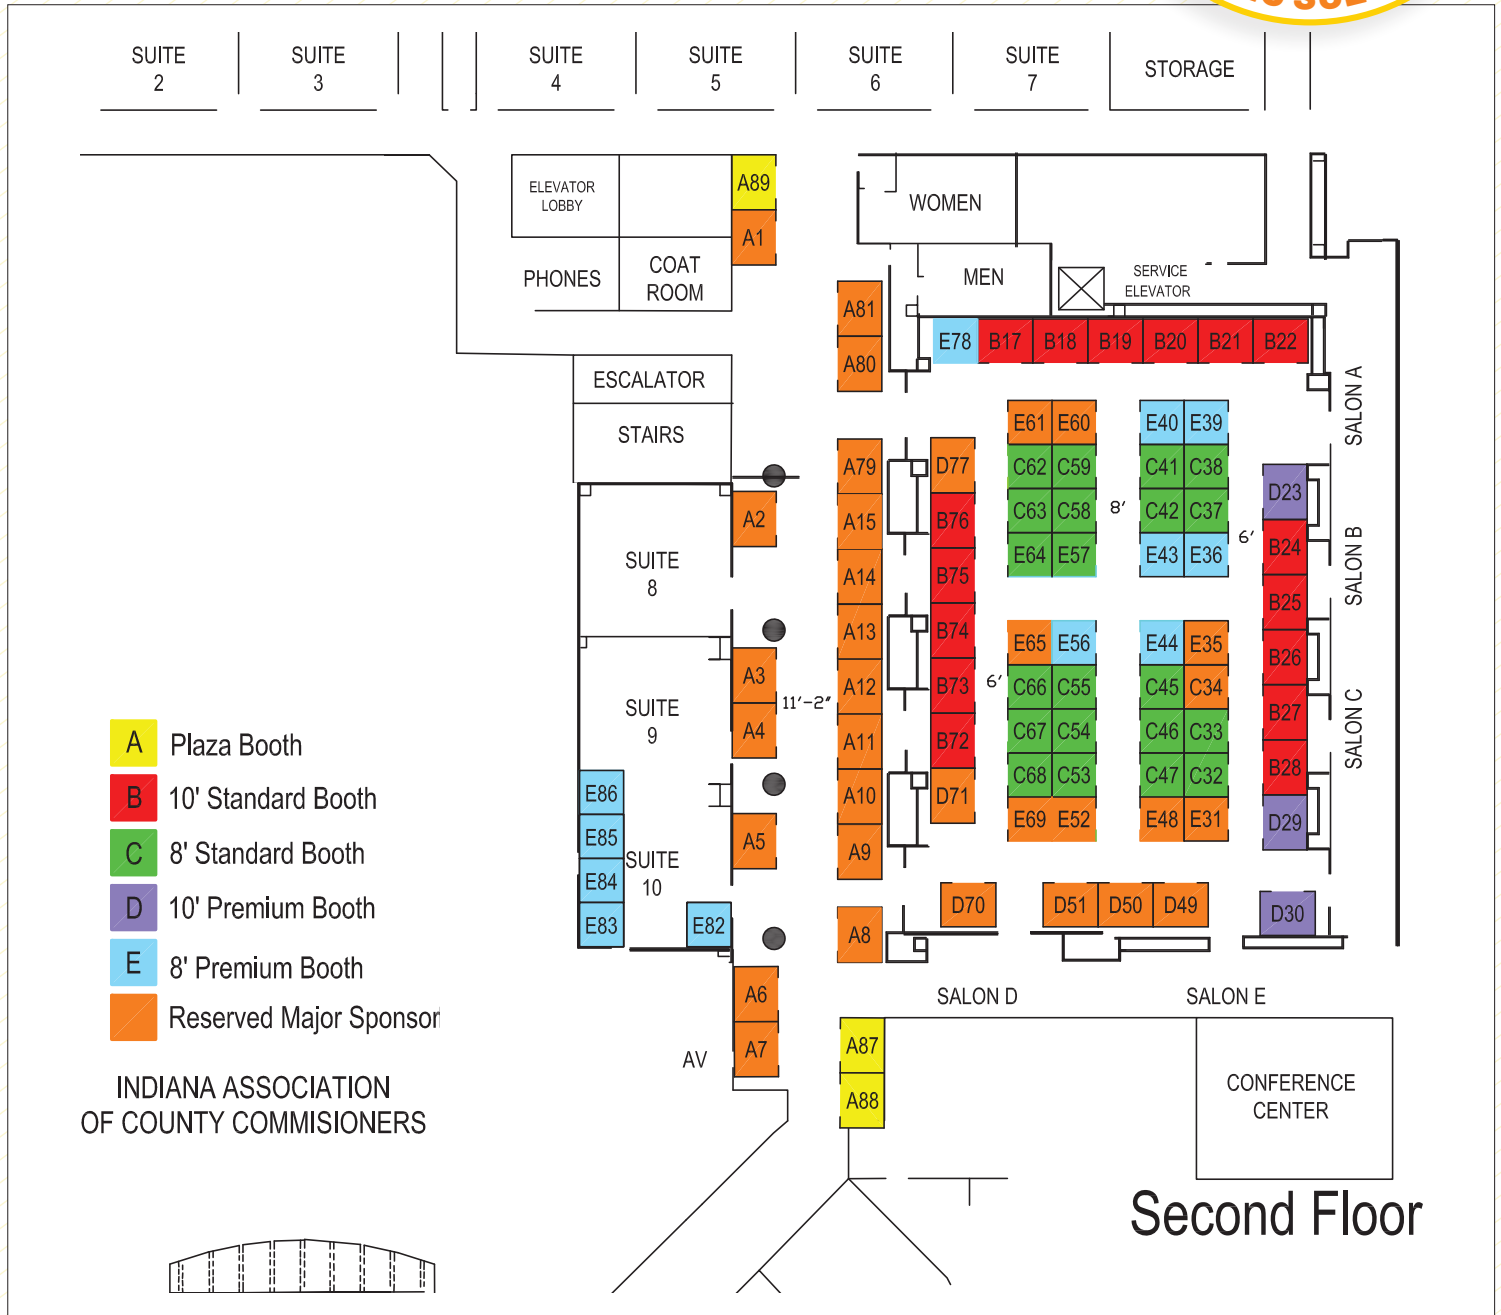 SUITE
2
SUITE
3
SUITE
4
SUITE
5
SUITE
6
SUITE
7
STORAGE
ELEVATOR
LOBBY
A89
A1
PHONES
COAT
ROOM
WOMEN
MEN
SERVICE
ELEVATOR
A81
A80
E78 B17 B18 B19 B20 B21 B22
ESCALATOR
STAIRS
SALON A
SALON B
SALON C
E61 E60
C62 C59
C63 C58
E64 E57
8'
E40 E39
C41 C38
C42 C37
E43 E36
6'
D23
B24
B25
B26
B27
B28
D29
A79
A15
A14
A13
A12
A11
A10
A9
A8
D77
B76
B75
B74
B73
B72
D71
A2
SUITE
8
A3
A4
11'-2"
SUITE
9
6'
E65 E56
C66 C55
C67 C54
C68 C53
E69 E52
E44 E35
C45 C34
C46 C33
C47 C32
E48 E31
E86
E85
E84
E83
SUITE
10
A5
E82
D70
D51 D50 D49
D30
A6
A7
AV
SALON D
SALON E
A87
A88
CONFERENCE
CENTER
A Plaza Booth
B 10' Standard Booth
C 8' Standard Booth
D 10' Premium Booth
E 8' Premium Booth
Reserved Major Sponsor
INDIANA ASSOCIATION
OF COUNTY COMMISIONERS
Second Floor